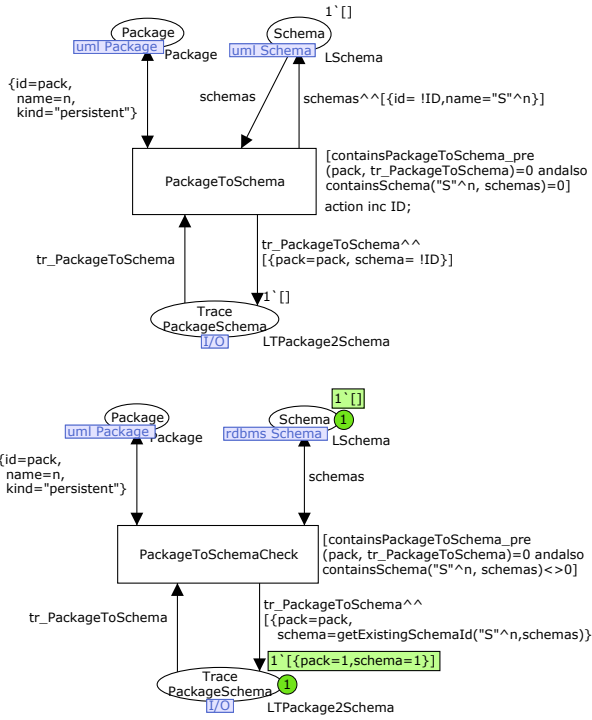 1`[]
Package
Schema
uml Package
Package
uml Schema
LSchema
{id=pack,
name=n,
kind="persistent"}
schemas
schemas^^[{id= !ID,name="S"^n}]
PackageToSchema
[containsPackageToSchema_pre
(pack, tr_PackageToSchema)=0 andalso
containsSchema("S"^n, schemas)=0]
action inc ID;
tr_PackageToSchema
tr_PackageToSchema^^
[{pack=pack, schema= !ID}]
1`[]
Trace
PackageSchema
I/O
LTPackage2Schema
1`[]
Package
Schema
1
uml Package
Package
rdbms Schema
LSchema
{id=pack,
name=n,
kind="persistent"}
schemas
PackageToSchemaCheck
[containsPackageToSchema_pre
(pack, tr_PackageToSchema)=0 andalso
containsSchema("S"^n, schemas)<>0]
tr_PackageToSchema
tr_PackageToSchema^^
[{pack=pack,
schema=getExistingSchemaId("S"^n,schemas)}
1`[{pack=1,schema=1}]
Trace
PackageSchema
1
I/O
LTPackage2Schema